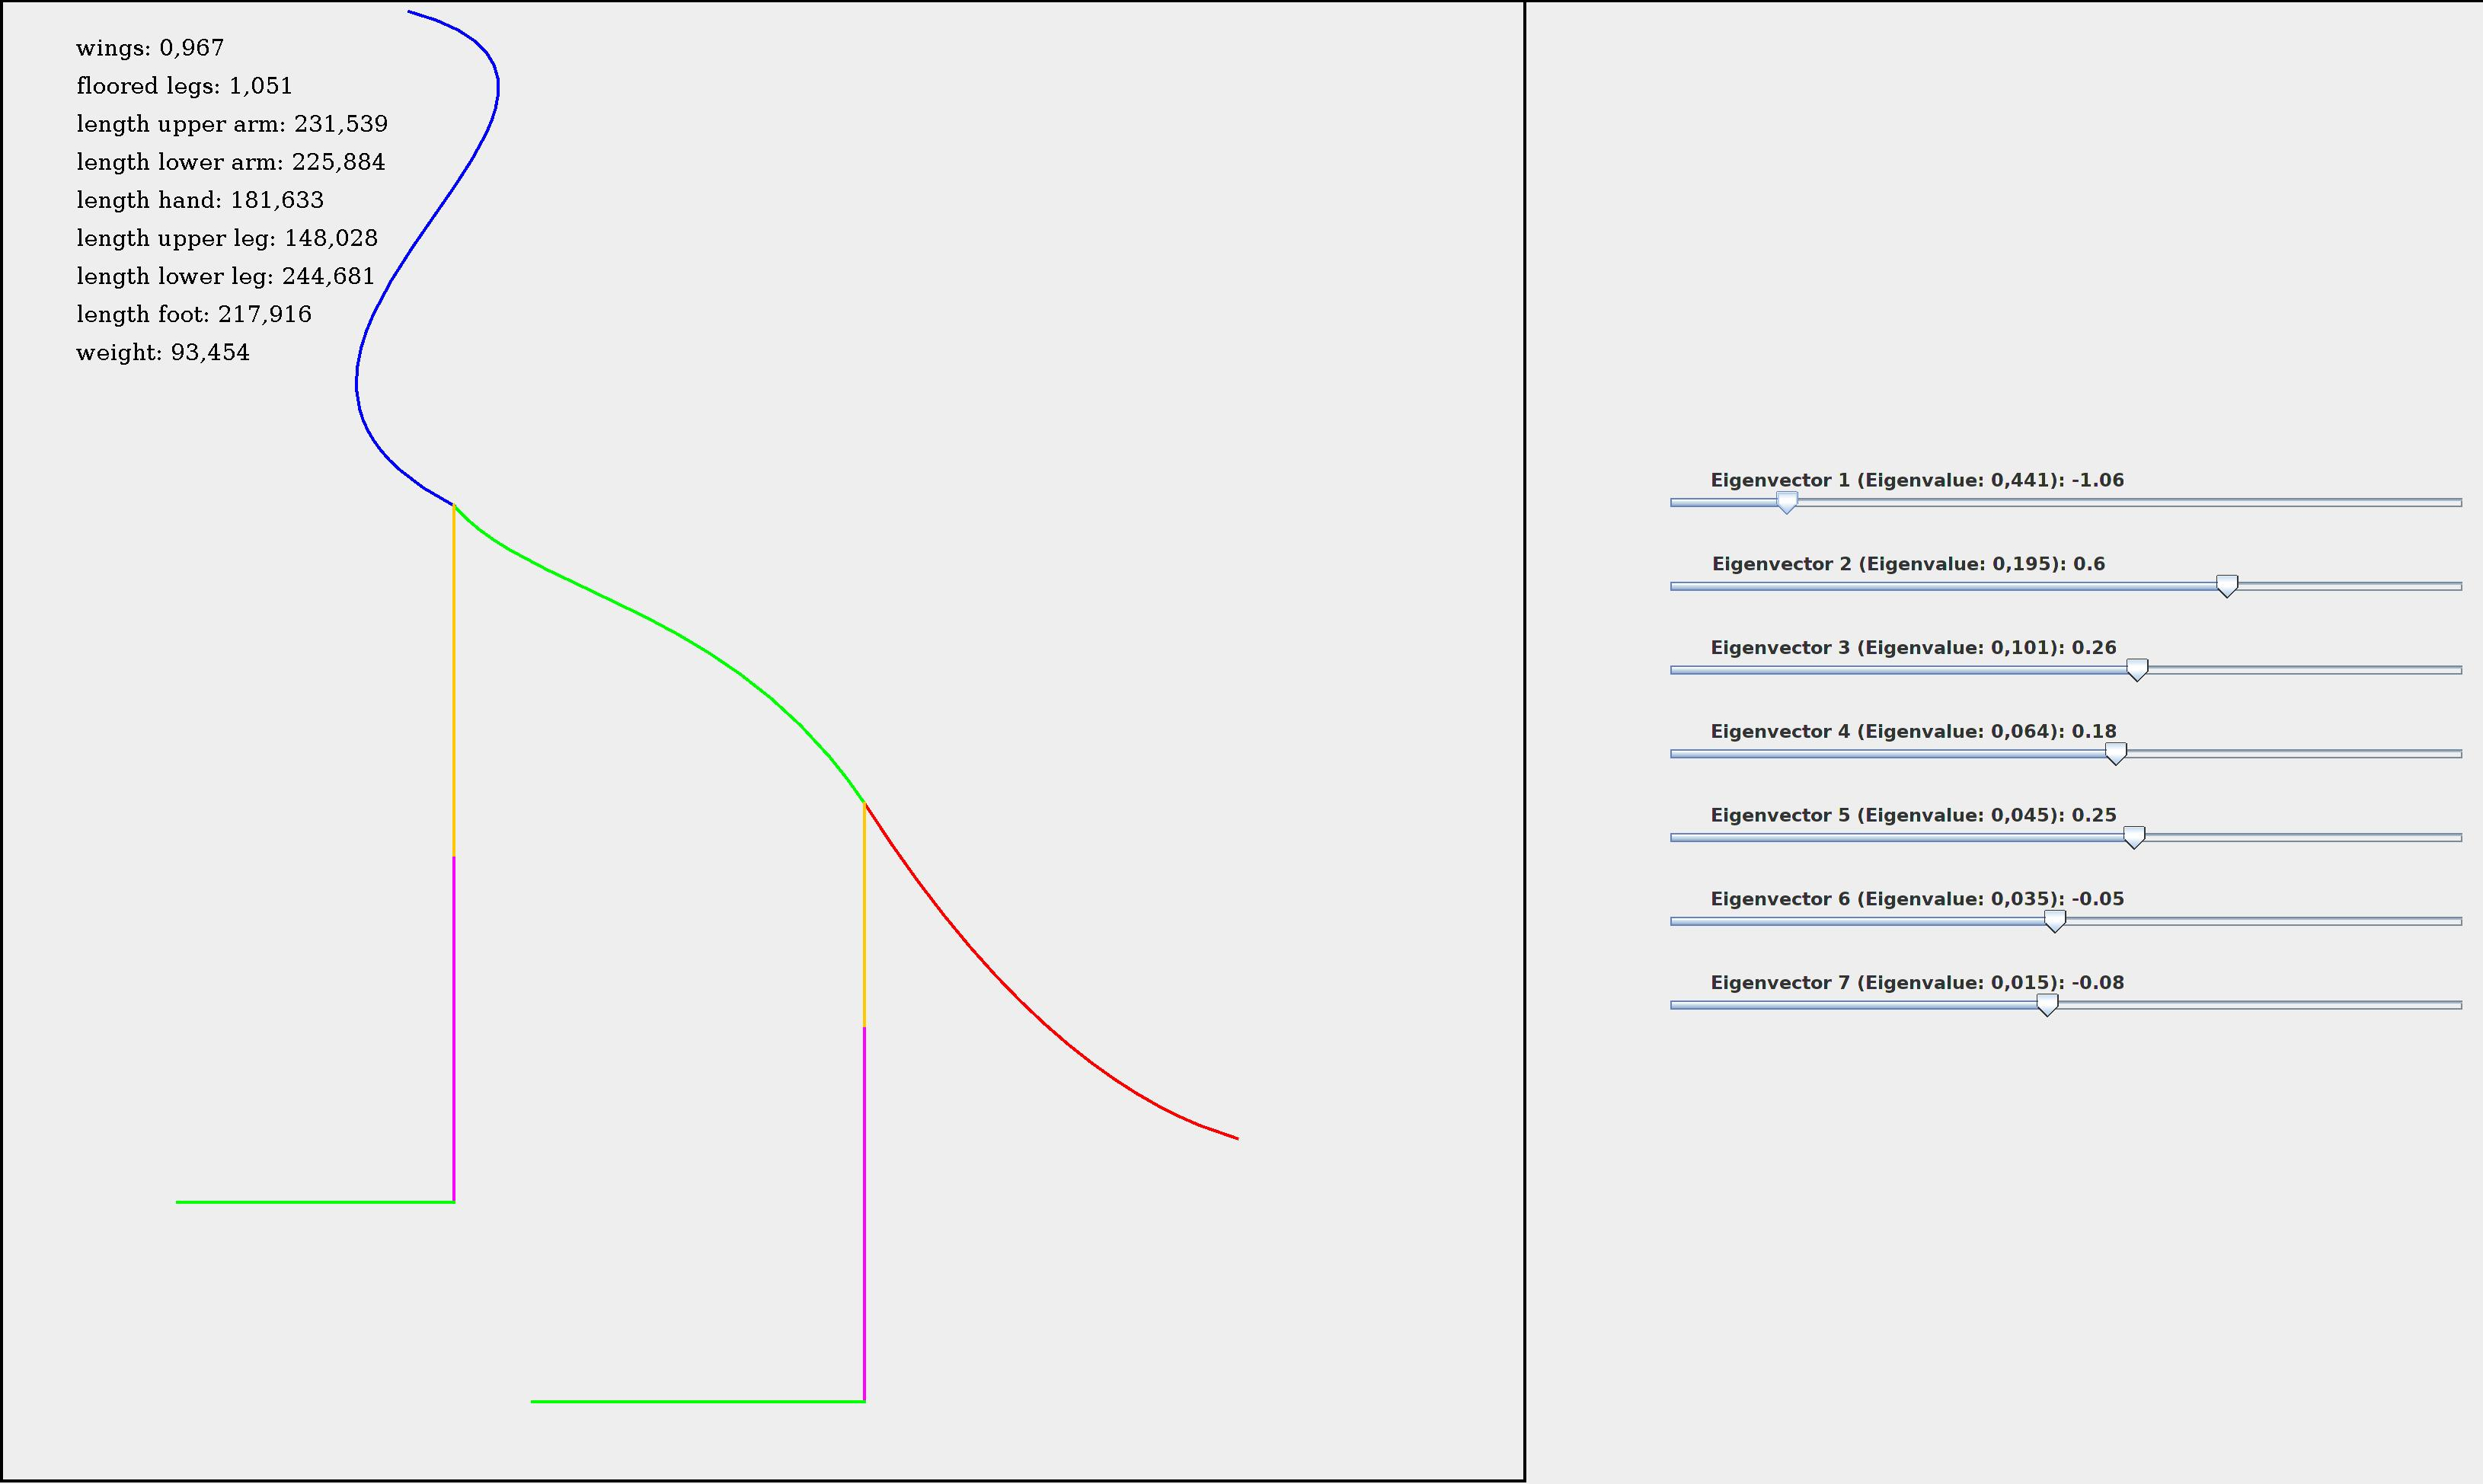 wings: 0,967
floored legs: 1,051
length upper arm: 231,539
length lower arm: 225,884
length hand: 181,633
length upper leg: 148,028
length lower leg: 244,681
length foot: 217,916
weight: 93,454
Eigenvector 1 (Eigenvalue: 0,441): -1.06
Eigenvector 2 (Eigenvalue: 0,195): 0.6
Eigenvector 3 (Eigenvalue: 0,101): 0.26
Eigenvector 4 (Eigenvalue: 0,064): 0.18
Eigenvector 5 (Eigenvalue: 0,045): 0.25
Eigenvector 6 (Eigenvalue: 0,035): -0.05
Eigenvector 7 (Eigenvalue: 0,015): -0.08